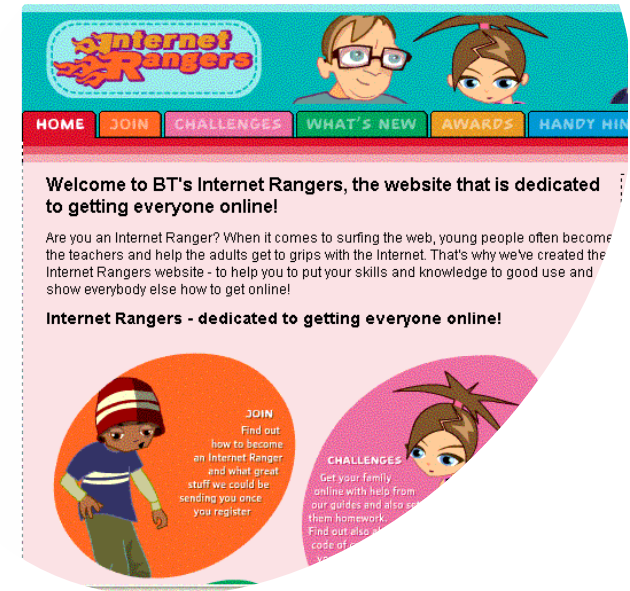 Internet
Rangers
HOME JOIN CHALLENGES WHAT'S NEW AWARDS HANDY HIN
Welcome to BT's Internet Rangers, the website that is dedicated
to getting everyone online!
Are you an Internet Ranger? When it comes to surfing the web, young people often become
the teachers and help the adults get to grips with the Internet. That's why we've created the
Internet Rangers website - to help you to put your skills and knowledge to good use and
show everybody else how to get online!
Internet Rangers - dedicated to getting everyone online!
JOIN
Find out
how to become
an Internet Ranger
and what great
stuff we could be
sending you once
you register
CHALLENGES
Get your family
online with help from
our guides and also
them homework.
Find out also
code of